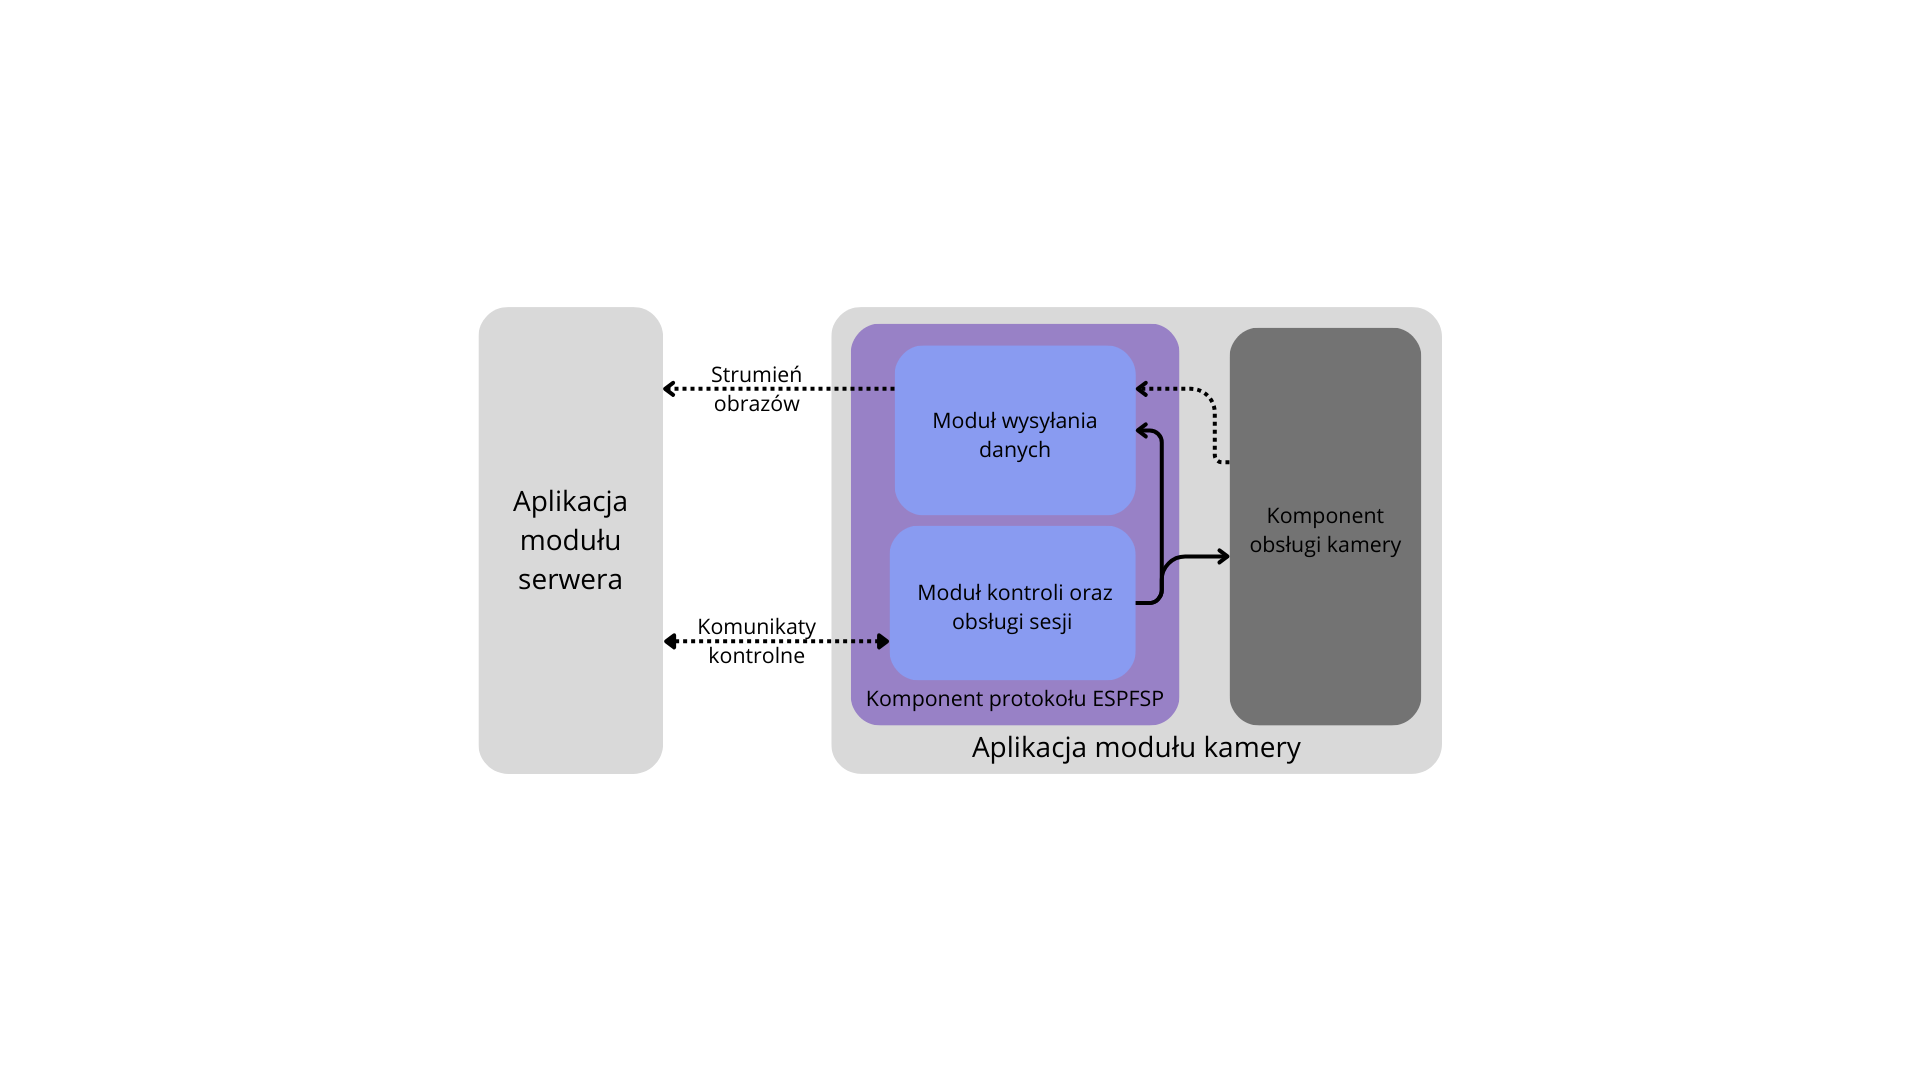 Aplikacja
modułu
serwera
Strumień
obrazów
Komunikaty
kontrolne
Moduł wysyłania
danych
Moduł kontroli oraz
obsługi sesji
Komponent protokołu ESPFSP
Komponent
obsługi kamery
Aplikacja modułu kamery